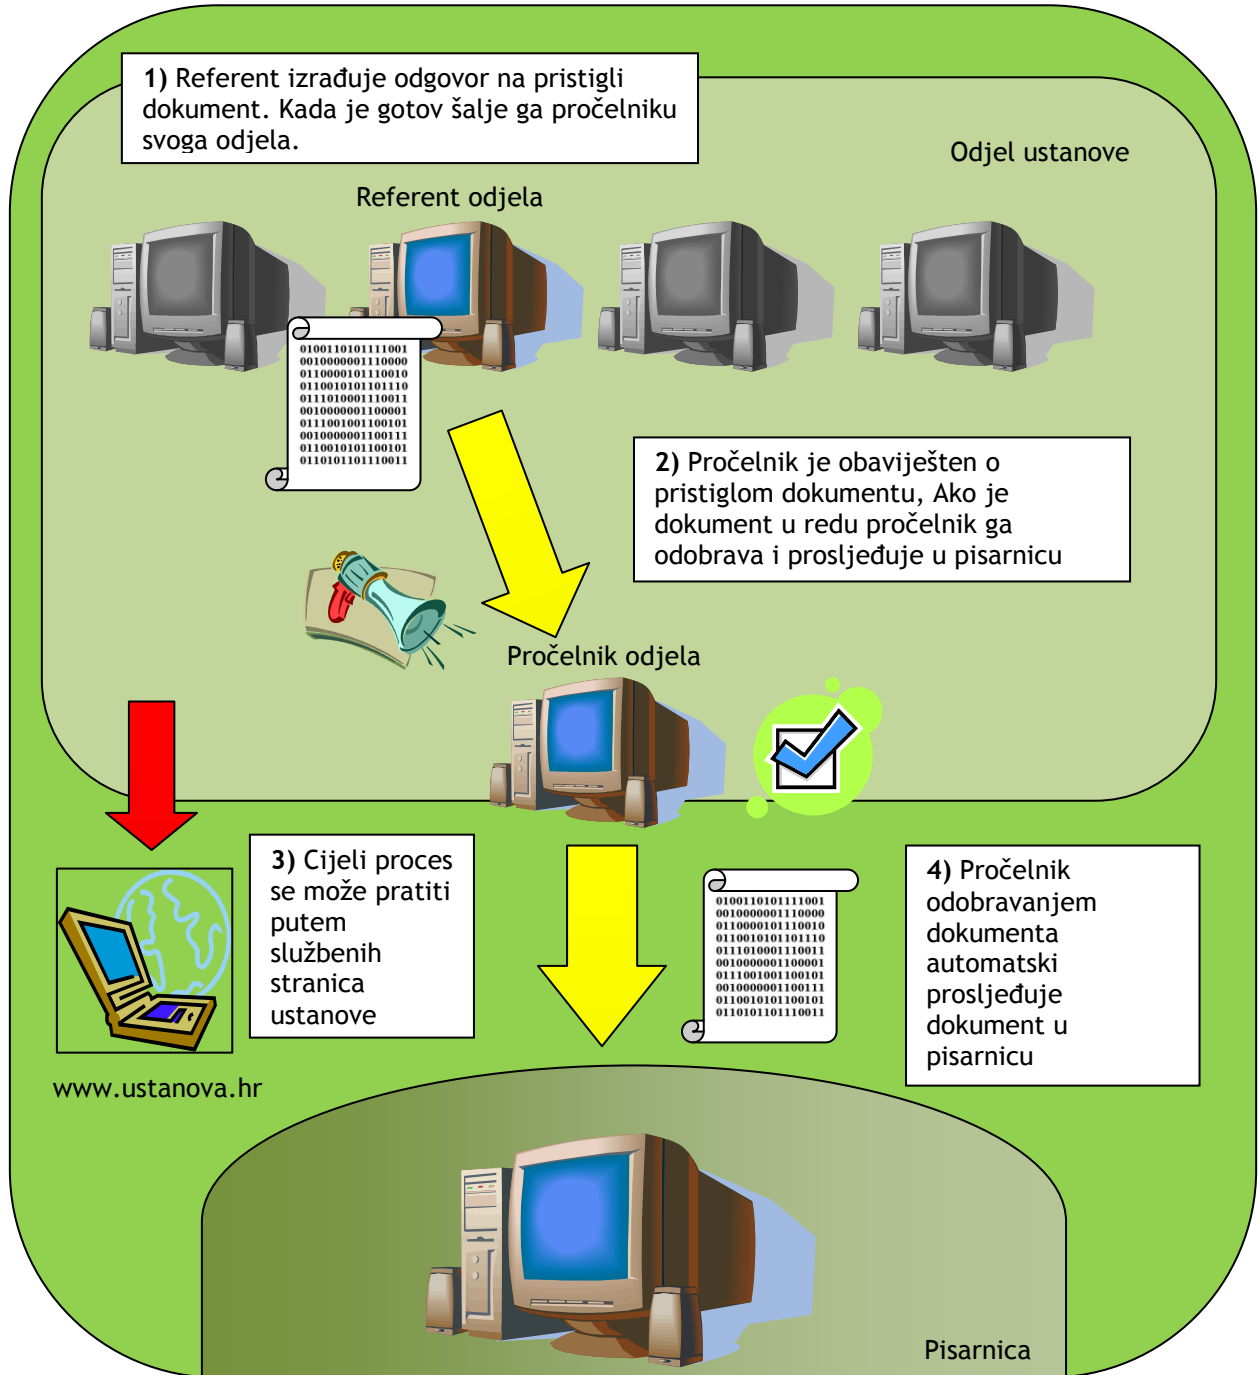 1) Referent izrađuje odgovor na pristigli
dokument. Kada je gotov šalje ga pročelniku
svoga odjela.
Odjel ustanove
Referent odjela
0100110101111001
0010000001110000
0110000101110010
0110010101101110
0111010001110011
0010000001100001
0111001001100101
0010000001100111
0110010101100101
0110101101110011
2) Pročelnik je obaviješten o
pristiglom dokumentu, Ako je
dokument u redu pročelnik ga
odobrava i prosljeđuje u pisarnicu
Pročelnik odjela
3) Cijeli proces
se može pratiti
putem
službenih
stranica
ustanove
www.ustanova.hr
0100110101111001
0010000001110000
0110000101110010
0110010101101110
0111010001110011
0010000001100001
0111001001100101
0010000001100111
0110010101100101
0110101101110011
4) Pročelnik
odobravanjem
dokumenta
automatski
prosljeđuje
dokument u
pisarnicu
Pisarnica